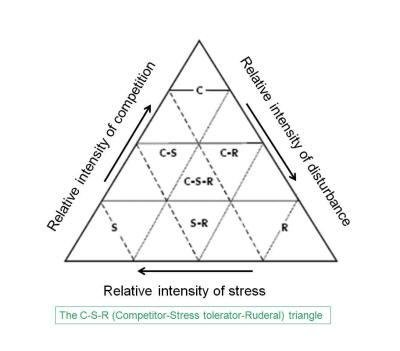 Relative intensity of competition
Relative intensity of disturbance
C
C-S
C-R
C-S-R
S
S-R
R
Relative intensity of stress
The C-S-R (Competitor-Stress tolerator-Ruderal) triangle